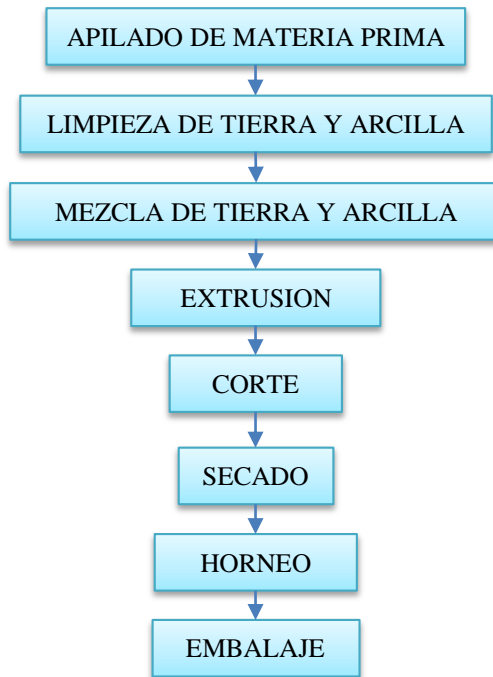 APILADO DE MATERIA PRIMA
LIMPIEZA DE TIERRA Y ARCILLA
MEZCLA DE TIERRA Y ARCILLA
EXTRUSION
CORTE
SECADO
HORNEO
EMBALAJE